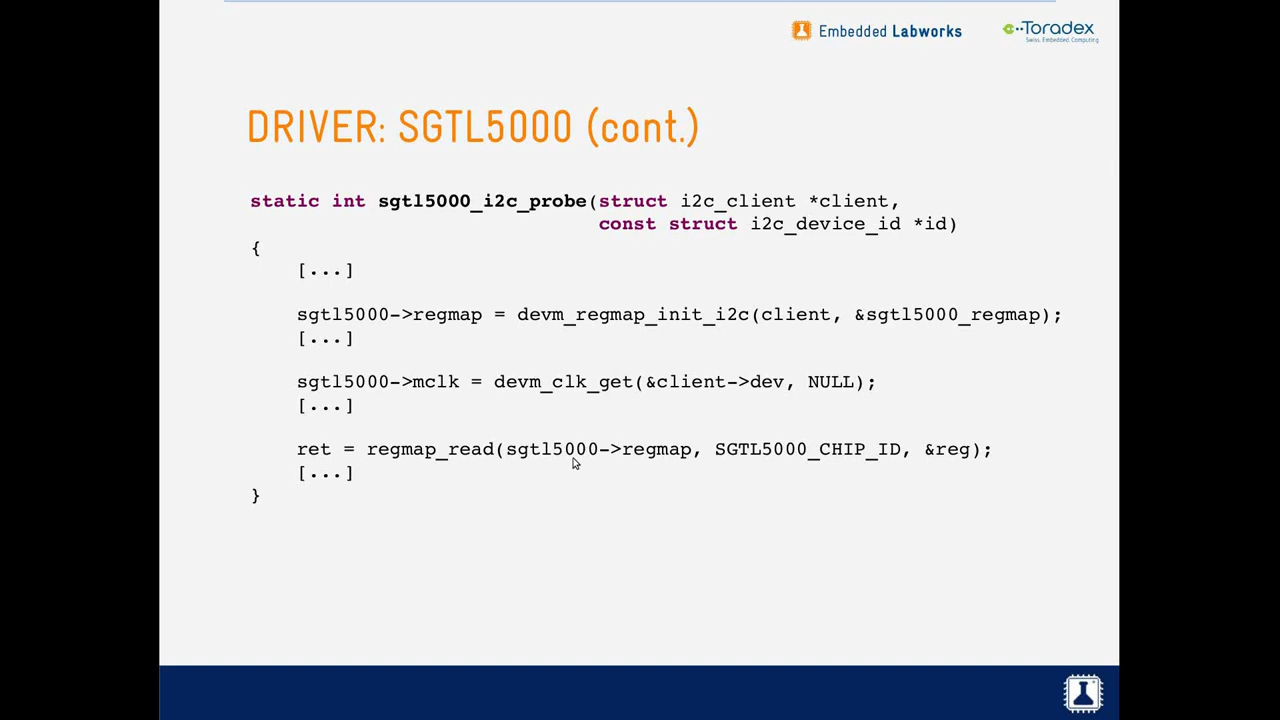 Embedded Labworks
Toradex
Swiss. Embedded. Computing.
DRIVER: SGTL5000 (cont.)
static int sgtl5000_i2c_probe(struct i2c_client *client,
const struct i2c_device_id *id)
{
[...]
sgtl5000->regmap = devm_regmap_init_i2c(client, &sgtl5000_regmap);
[...]
sgtl5000->mclk = devm_clk_get(&client->dev, NULL);
[...]
ret = regmap_read(sgtl5000->regmap, SGTL5000_CHIP_ID, &reg);
[...]
}